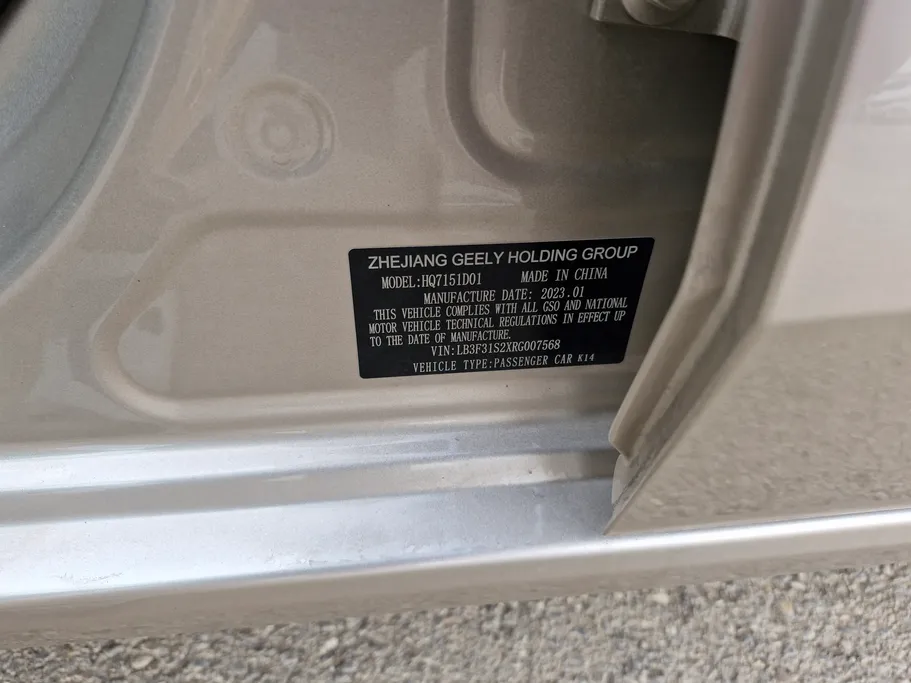 ZHEJIANG GEELY HOLDING GROUP
MODEL:HQ7151D01 MADE IN CHINA
MANUFACTURE DATE: 2023.01
THIS VEHICLE COMPLIES WITH ALL GSO AND NATIONAL
MOTOR VEHICLE TECHNICAL REGULATIONS IN EFFECT UP
TO THE DATE OF MANUFACTURE.
VIN:LB3F31S2XRG007568
VEHICLE TYPE:PASSENGER CAR K14